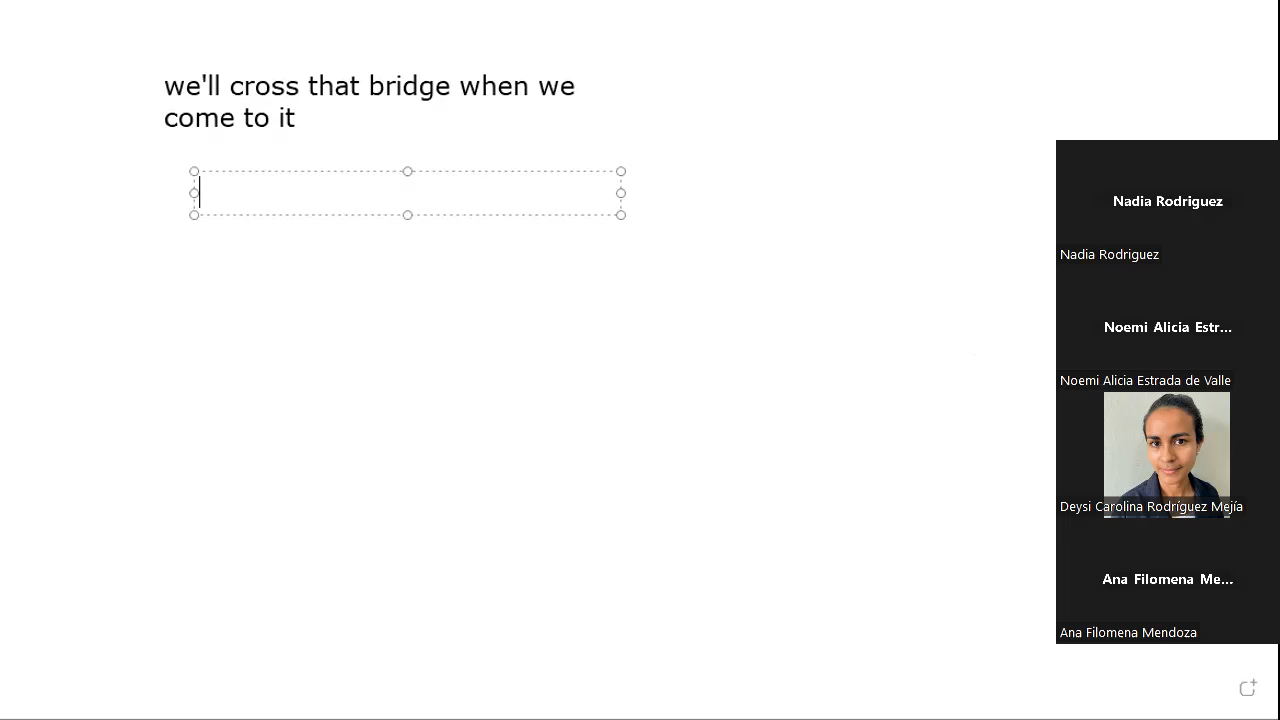 we'll cross that bridge when we
come to it
Nadia Rodriguez
Nadia Rodriguez
Noemi Alicia Estr...
Noemi Alicia Estrada de Valle
Deysi Carolina Rodríguez Mejía
Ana Filomena Me...
Ana Filomena Mendoza